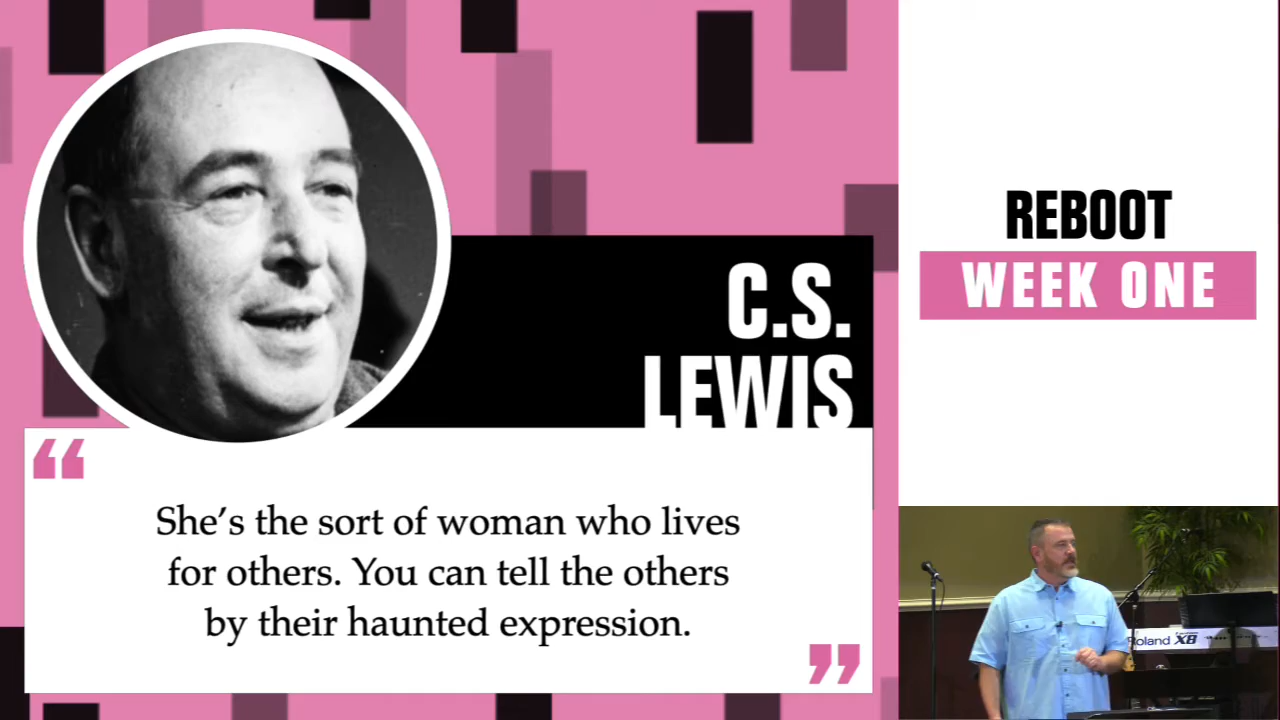 C.S.
LEWIS
“
She’s the sort of woman who lives
for others. You can tell the others
by their haunted expression.
”
REBOOT
WEEK ONE
Roland X8